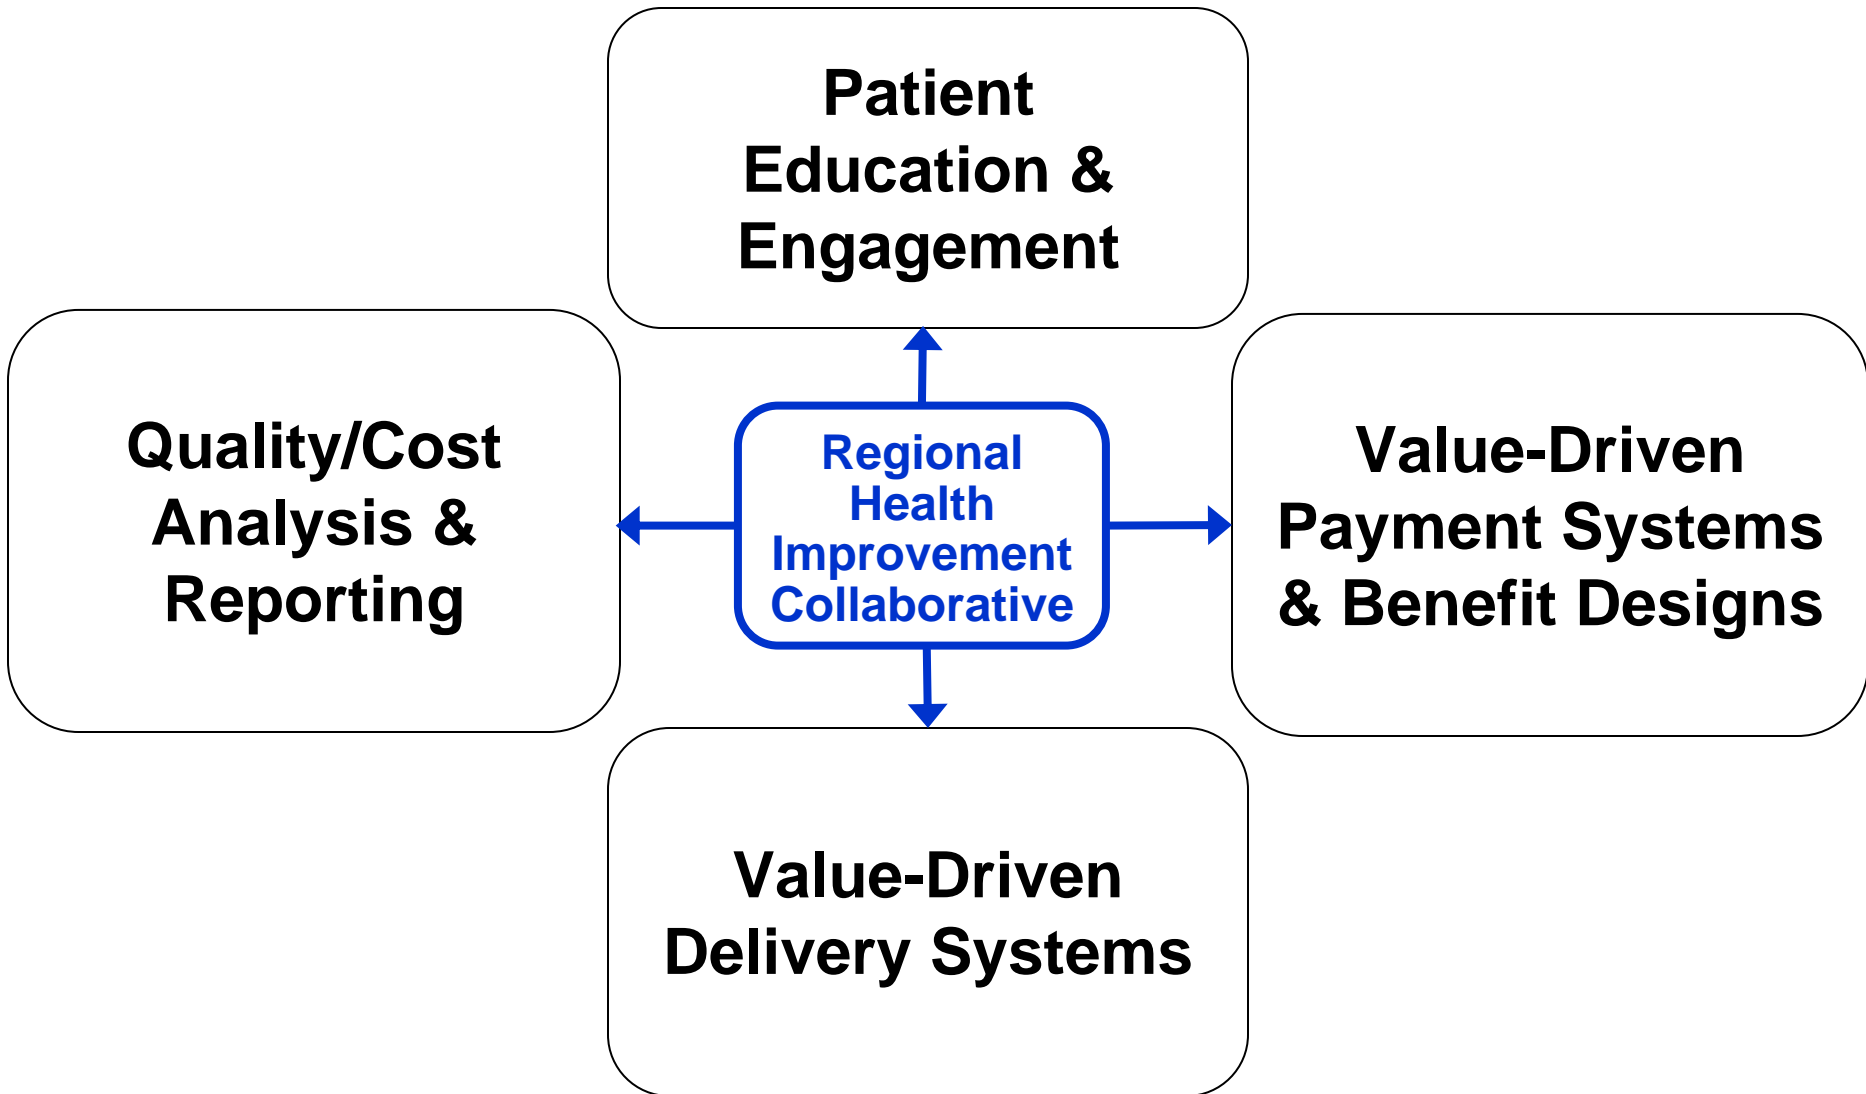 Patient
Education &
Engagement
Quality/Cost
Analysis &
Reporting
Regional
Health
Improvement
Collaborative
Value-Driven
Payment Systems
& Benefit Designs
Value-Driven
Delivery Systems